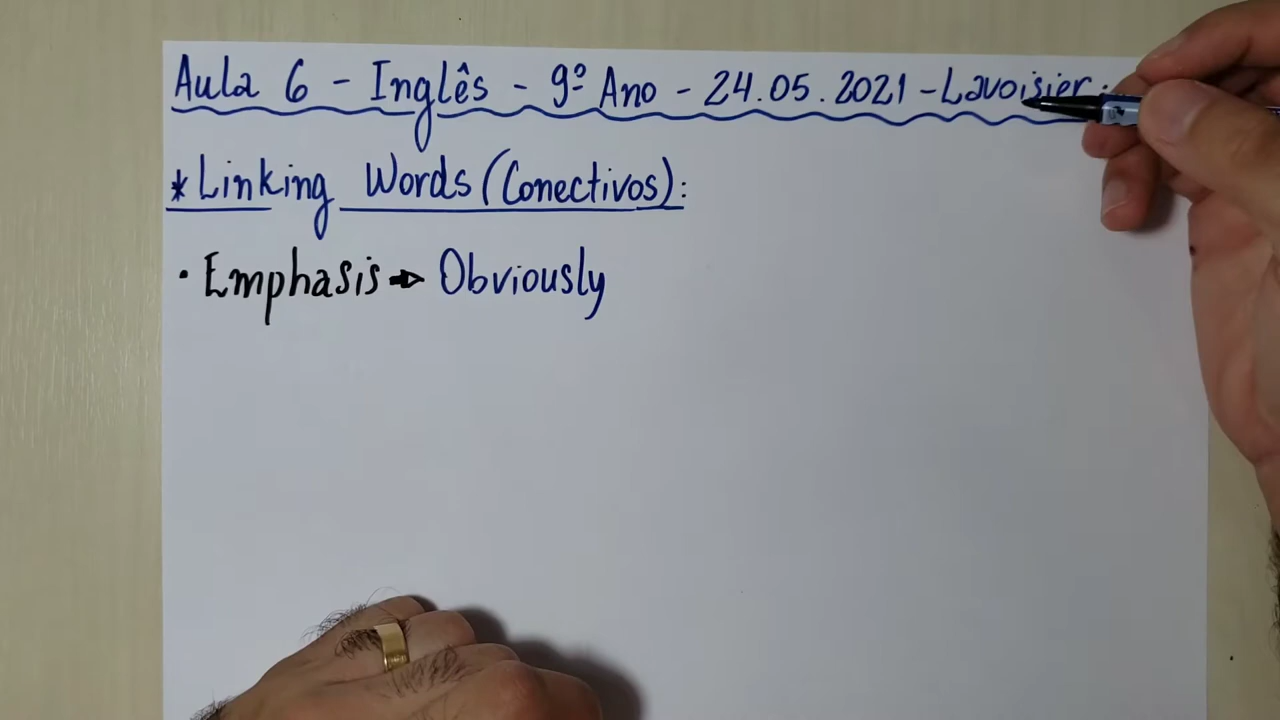 Aula 6 - Inglês - 9º Ano - 24.05.2021 - Lavoisier:
* Linking Words (Conectivos):
• Emphasis ➡ Obviously